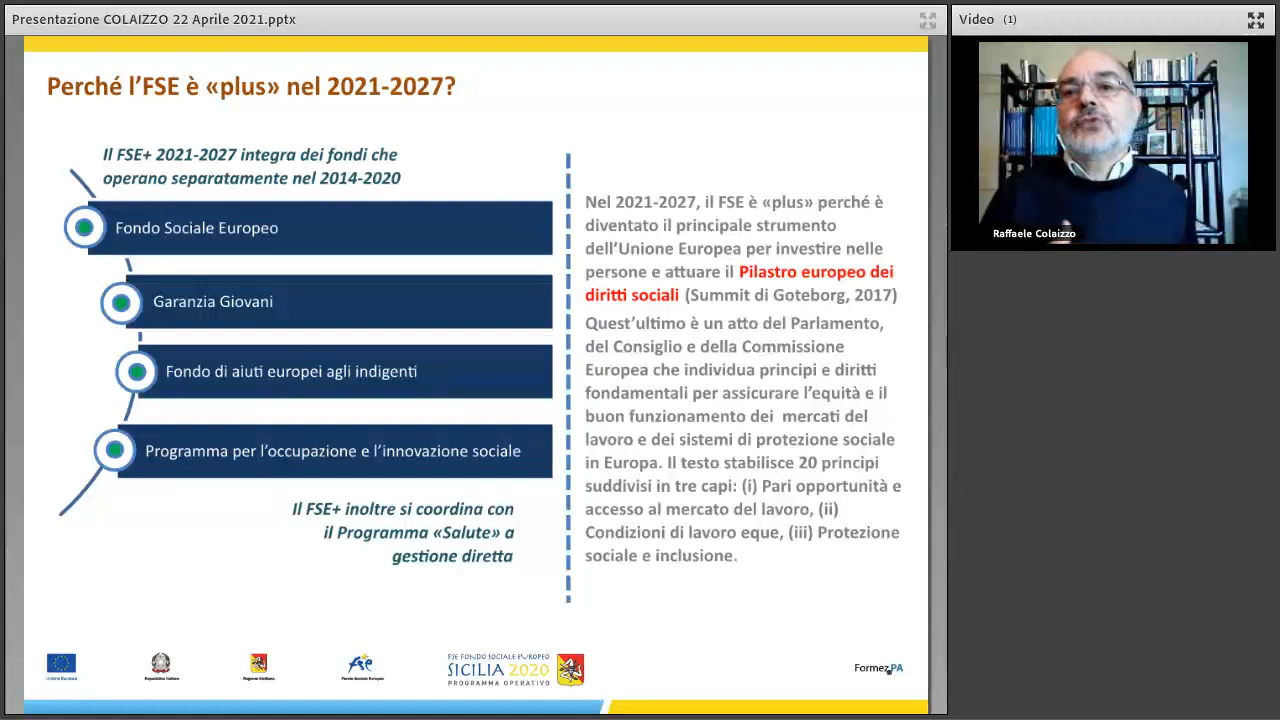 Presentazione COLAIZZO 22 Aprile 2021.pptx
Video (1)
Raffaele Colaizzo
Perché l'FSE è «plus» nel 2021-2027?
Il FSE+ 2021-2027 integra dei fondi che
operano separatamente nel 2014-2020
Fondo Sociale Europeo
Garanzia Giovani
Fondo di aiuti europei agli indigenti
Programma per l'occupazione e l'innovazione sociale
Il FSE+ inoltre si coordina con
il Programma «Salute» a
gestione diretta
Nel 2021-2027, il FSE è «plus» perché è
diventato il principale strumento
dell'Unione Europea per investire nelle
persone e attuare il Pilastro europeo dei
diritti sociali (Summit di Goteborg, 2017)
Quest'ultimo è un atto del Parlamento,
del Consiglio e della Commissione
Europea che individua principi e diritti
fondamentali per assicurare l'equità e il
buon funzionamento dei mercati del
lavoro e dei sistemi di protezione sociale
in Europa. Il testo stabilisce 20 principi
suddivisi in tre capi: (i) Pari opportunità e
accesso al mercato del lavoro, (ii)
Condizioni di lavoro eque, (iii) Protezione
sociale e inclusione.
Unione Europea
Repubblica Italiana
Regione Siciliana
fse
Fondo Sociale Europeo
FSE FONDO SOCIALE EUROPEO
SICILIA 2020
PROGRAMMA OPERATIVO
FormezPA